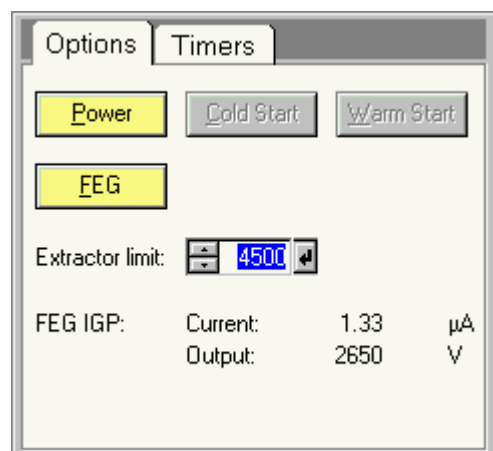 Options Timers
Power Cold Start Warm Start
FEG
Extractor limit: 4500
FEG IGP: Current: 1.33 µA
Output: 2650 V